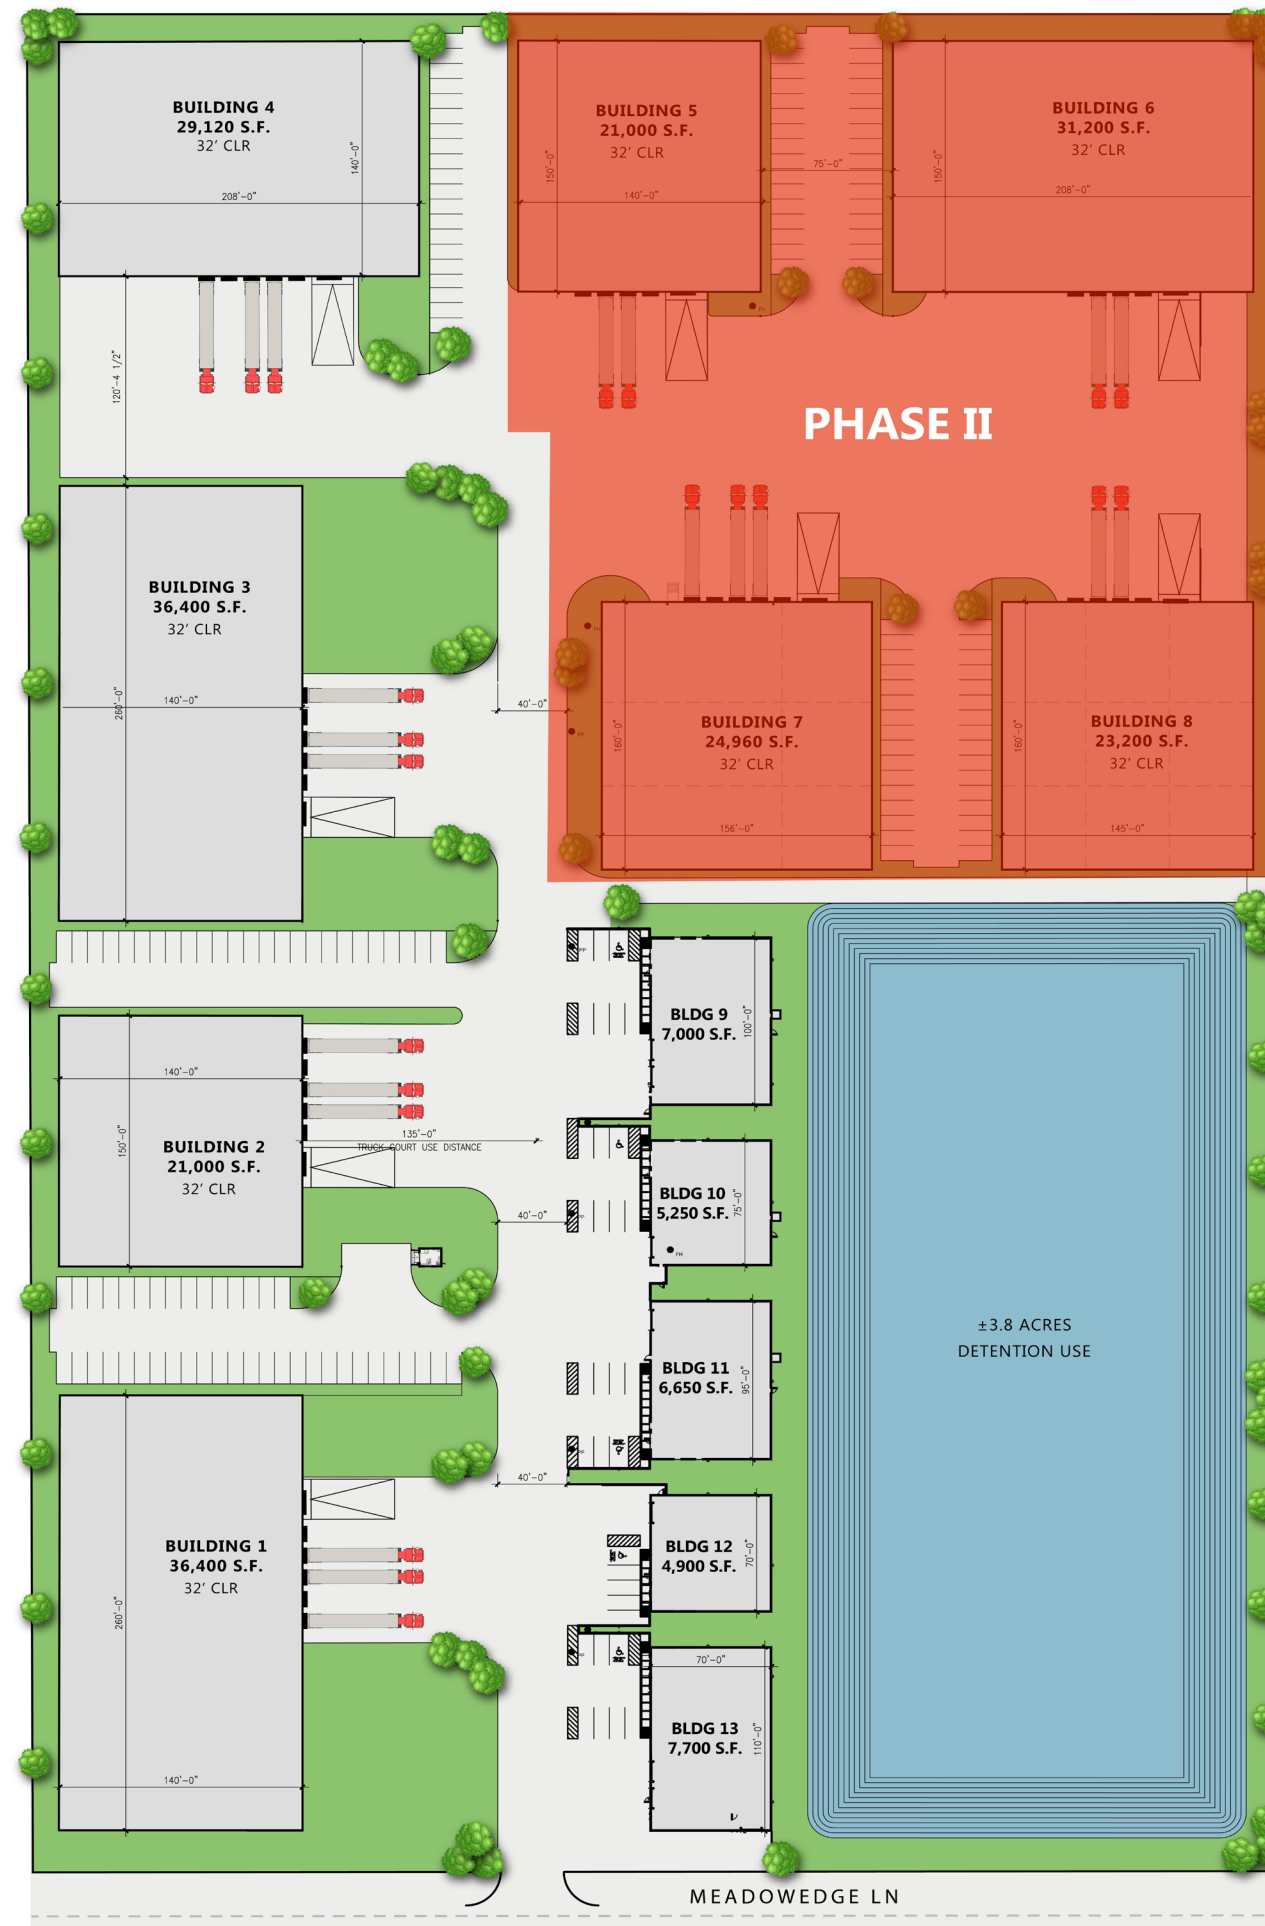 BUILDING 4
29,120 S.F.
32' CLR
208'-0"
140'-0"
120'-4 1/2"
BUILDING 5
21,000 S.F.
32' CLR
150'-0"
140'-0"
75'-0"
BUILDING 6
31,200 S.F.
32' CLR
150'-0"
208'-0"
FH
PHASE II
BUILDING 3
36,400 S.F.
32' CLR
260'-0"
140'-0"
40'-0"
BUILDING 7
24,960 S.F.
32' CLR
160'-0"
156'-0"
BUILDING 8
23,200 S.F.
32' CLR
160'-0"
145'-0"
BLDG 9
7,000 S.F.
100'-0"
BUILDING 2
21,000 S.F.
32' CLR
140'-0"
150'-0"
135'-0"
TRUCK COURT USE DISTANCE
40'-0"
BLDG 10
5,250 S.F.
75'-0"
FH
BLDG 11
6,650 S.F.
95'-0"
±3.8 ACRES
DETENTION USE
40'-0"
BUILDING 1
36,400 S.F.
32' CLR
260'-0"
140'-0"
BLDG 12
4,900 S.F.
70'-0"
70'-0"
BLDG 13
7,700 S.F.
110'-0"
MEADOWEDGE LN